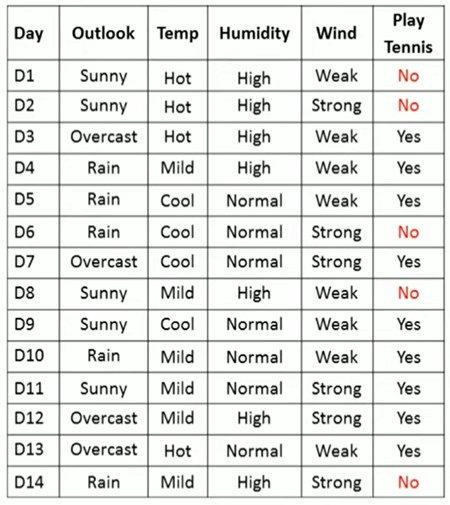 Day Outlook Temp Humidity Wind Play Tennis
D1 Sunny Hot High Weak No
D2 Sunny Hot High Strong No
D3 Overcast Hot High Weak Yes
D4 Rain Mild High Weak Yes
D5 Rain Cool Normal Weak Yes
D6 Rain Cool Normal Strong No
D7 Overcast Cool Normal Strong Yes
D8 Sunny Mild High Weak No
D9 Sunny Cool Normal Weak Yes
D10 Rain Mild Normal Weak Yes
D11 Sunny Mild Normal Strong Yes
D12 Overcast Mild High Strong Yes
D13 Overcast Hot Normal Weak Yes
D14 Rain Mild High Strong No